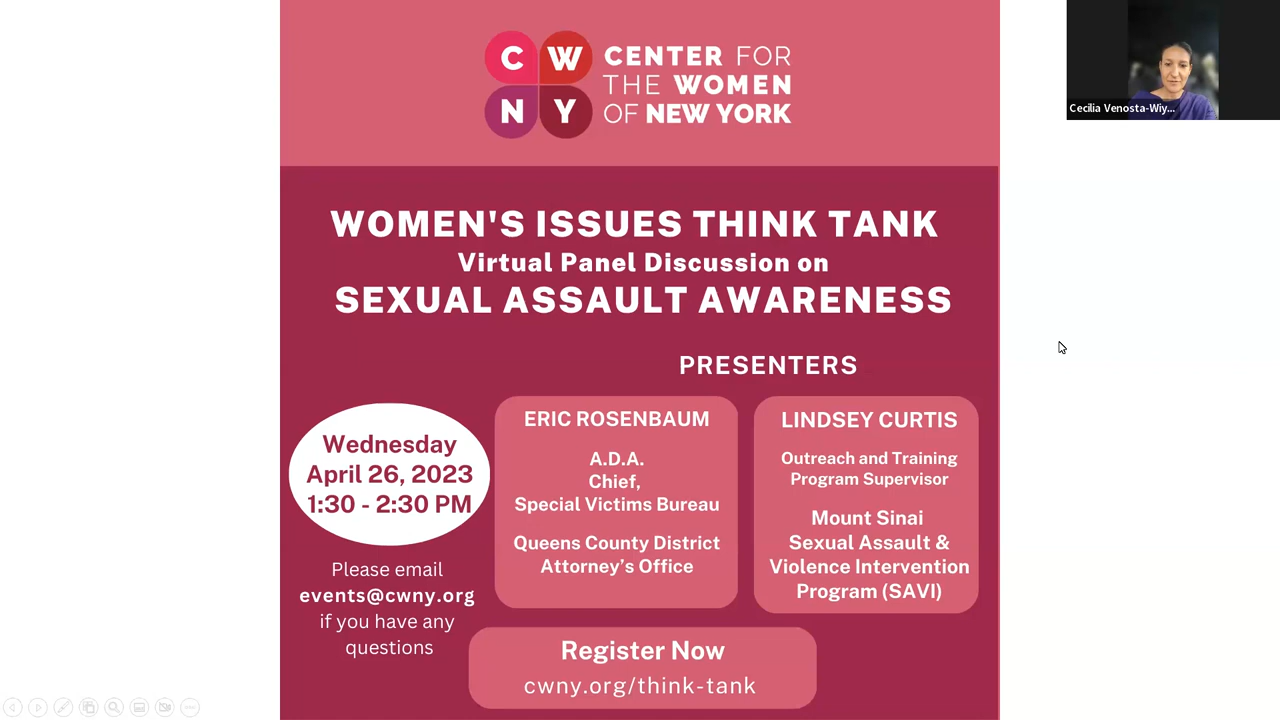 C W
N Y
CENTER FOR
THE WOMEN
OF NEW YORK
Cecilia Venosta-Wiy...
WOMEN'S ISSUES THINK TANK
Virtual Panel Discussion on
SEXUAL ASSAULT AWARENESS
PRESENTERS
Wednesday
April 26, 2023
1:30 - 2:30 PM
Please email
events@cwny.org
if you have any
questions
ERIC ROSENBAUM
A.D.A.
Chief,
Special Victims Bureau
Queens County District
Attorney's Office
LINDSEY CURTIS
Outreach and Training
Program Supervisor
Mount Sinai
Sexual Assault &
Violence Intervention
Program (SAVI)
Register Now
cwny.org/think-tank